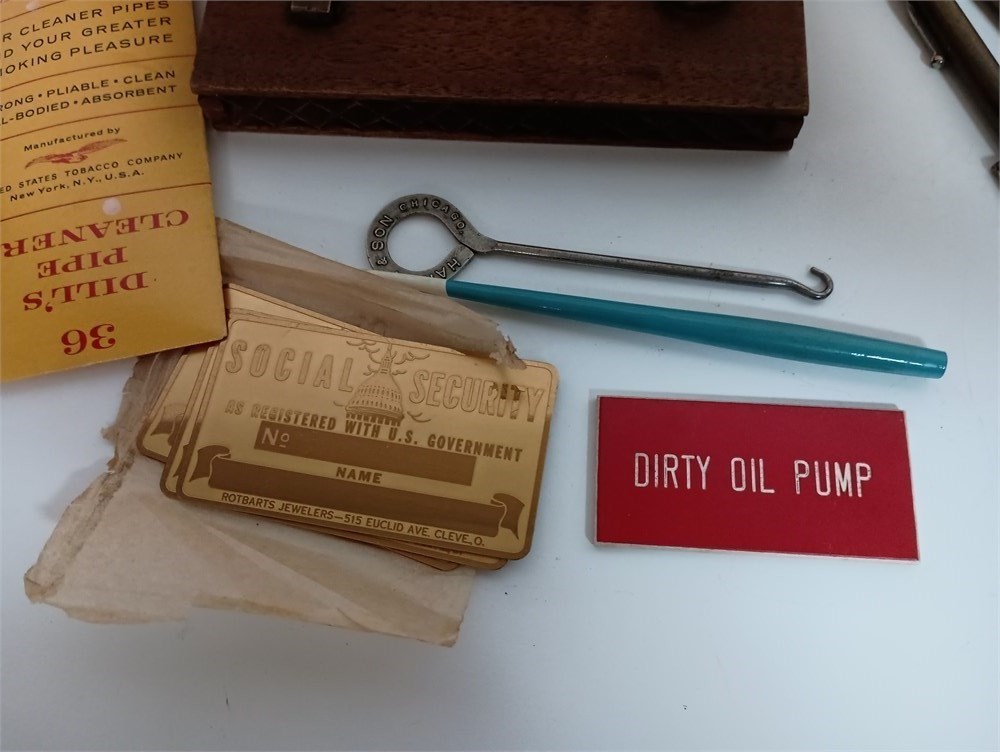 CLEANER PIPES
YOUR GREATER
SMOKING PLEASURE
STRONG • PLIABLE • CLEAN
FULL-BODIED • ABSORBENT
Manufactured by
UNITED STATES TOBACCO COMPANY
New York, N.Y., U.S.A.
36
DILL'S
PIPE
CLEANERS
& SON, CHICAGO.
SOCIAL SECURITY
AS REGISTERED WITH U.S. GOVERNMENT
Nº
NAME
ROTBARTS JEWELERS—515 EUCLID AVE. CLEVE., O.
DIRTY OIL PUMP